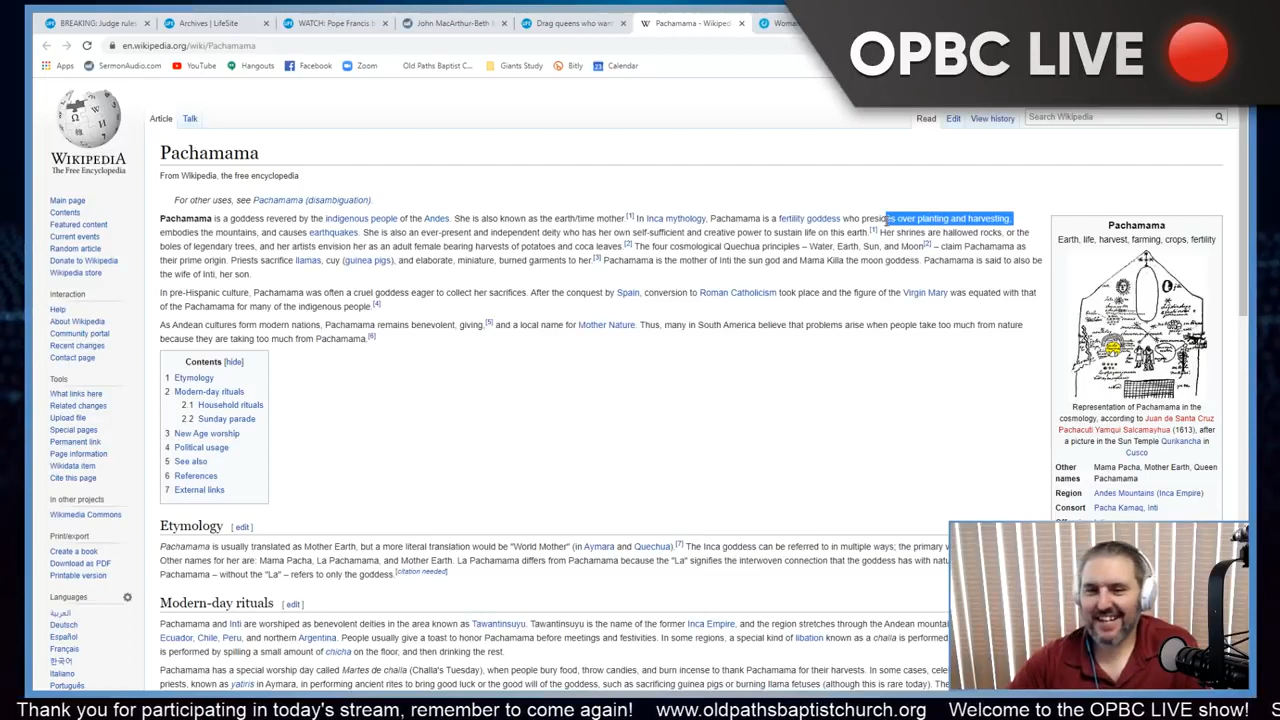 BREAKING: Judge rules
Archives | LifeSite
WATCH: Pope Francis b
John MacArthur-Beth M
Drag queens who wan
Pachamama - Wikiped
Woma
OPBC LIVE
en.wikipedia.org/wiki/Pachamama
Apps
SermonAudio.com
YouTube
Hangouts
Facebook
Zoom
Old Paths Baptist C...
Giants Study
Bitly
Calendar
WIKIPEDIA
The Free Encyclopedia
Article
Talk
Read
Edit
View history
Search Wikipedia
Main page
Contents
Featured content
Current events
Random article
Donate to Wikipedia
Wikipedia store
Interaction
Help
About Wikipedia
Community portal
Recent changes
Contact page
Tools
What links here
Related changes
Upload file
Special pages
Permanent link
Page information
Wikidata item
Cite this page
In other projects
Wikimedia Commons
Print/export
Create a book
Download as PDF
Printable version
Languages
العربية
Deutsch
Español
Français
한국어
Italiano
Português
Pachamama
From Wikipedia, the free encyclopedia
For other uses, see Pachamama (disambiguation).
Pachamama is a goddess revered by the indigenous people of the Andes. She is also known as the earth/time mother.[1] In Inca mythology, Pachamama is a fertility goddess who presides over planting and harvesting,
embodies the mountains, and causes earthquakes. She is also an ever-present and independent deity who has her own self-sufficient and creative power to sustain life on this earth.[1] Her shrines are hallowed rocks, or the
boles of legendary trees, and her artists envision her as an adult female bearing harvests of potatoes and coca leaves.[2] The four cosmological Quechua principles – Water, Earth, Sun, and Moon[2] – claim Pachamama as
their prime origin. Priests sacrifice llamas, cuy (guinea pigs), and elaborate, miniature, burned garments to her.[3] Pachamama is the mother of Inti the sun god and Mama Killa the moon goddess. Pachamama is said to also be
the wife of Inti, her son.
In pre-Hispanic culture, Pachamama was often a cruel goddess eager to collect her sacrifices. After the conquest by Spain, conversion to Roman Catholicism took place and the figure of the Virgin Mary was equated with that
of the Pachamama for many of the indigenous people.[4]
As Andean cultures form modern nations, Pachamama remains benevolent, giving,[5] and a local name for Mother Nature. Thus, many in South America believe that problems arise when people take too much from nature
because they are taking too much from Pachamama.[6]
Contents [hide]
1 Etymology
2 Modern-day rituals
2.1 Household rituals
2.2 Sunday parade
3 New Age worship
4 Political usage
5 See also
6 References
7 External links
Etymology [ edit ]
Pachamama is usually translated as Mother Earth, but a more literal translation would be "World Mother" (in Aymara and Quechua).[7] The Inca goddess can be referred to in multiple ways; the primary w
Other names for her are: Mama Pacha, La Pachamama, and Mother Earth. La Pachamama differs from Pachamama because the "La" signifies the interwoven connection that the goddess has with natu
Pachamama – without the "La" – refers to only the goddess.[citation needed]
Modern-day rituals [ edit ]
Pachamama and Inti are worshiped as benevolent deities in the area known as Tawantinsuyu. Tawantinsuyu is the name of the former Inca Empire, and the region stretches through the Andean mountai
Ecuador, Chile, Peru, and northern Argentina. People usually give a toast to honor Pachamama before meetings and festivities. In some regions, a special kind of libation known as a challa is performed
is performed by spilling a small amount of chicha on the floor, and then drinking the rest.
Pachamama has a special worship day called Martes de challa (Challa's Tuesday), when people bury food, throw candies, and burn incense to thank Pachamama for their harvests. In some cases, cele
priests, known as yatiris in Aymara, in performing ancient rites to bring good luck or the good will of the goddess, such as sacrificing guinea pigs or burning llama fetuses (although this is rare today). The
Pachamama
Earth, life, harvest, farming, crops, fertility
Representation of Pachamama in the
cosmology, according to Juan de Santa Cruz
Pachacuti Yamqui Salcamayhua (1613), after
a picture in the Sun Temple Qurikancha in
Cusco
Other names Mama Pacha, Mother Earth, Queen Pachamama
Region Andes Mountains (Inca Empire)
Consort Pacha Kamaq, Inti
Thank you for participating in today's stream, remember to come again! www.oldpathsbaptistchurch.org Welcome to the OPBC LIVE show! S